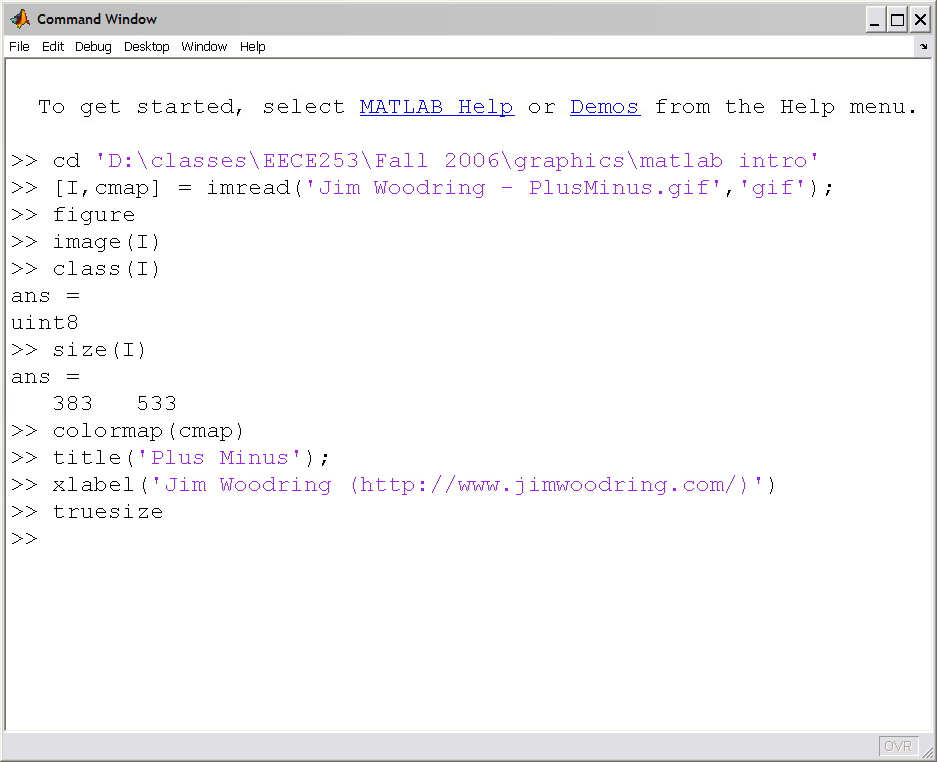 Command Window
File Edit Debug Desktop Window Help
To get started, select MATLAB Help or Demos from the Help menu.
>> cd 'D:\classes\EECE253\Fall 2006\graphics\matlab intro'
>> [I,cmap] = imread('Jim Woodring - PlusMinus.gif','gif');
>> figure
>> image(I)
>> class(I)
ans =
uint8
>> size(I)
ans =
383 533
>> colormap(cmap)
>> title('Plus Minus');
>> xlabel('Jim Woodring (http://www.jimwoodring.com/)')
>> truesize
>>
OVR